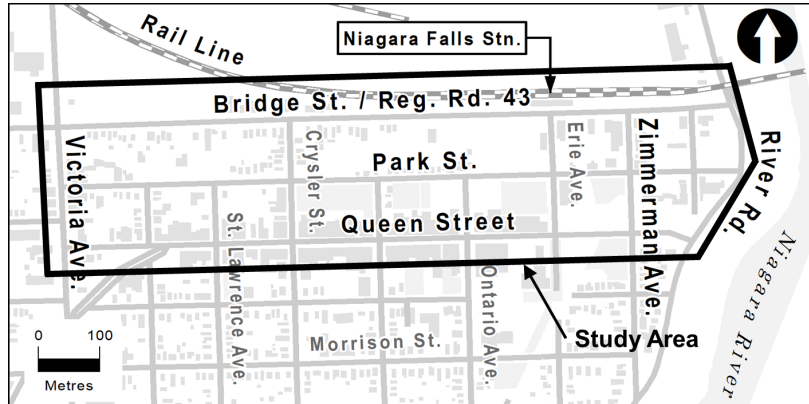 Rail Line
Niagara Falls Stn.
Bridge St. / Reg. Rd. 43
Victoria Ave.
Crysler St.
Park St.
Erie Ave.
Zimmerman Ave.
River Rd.
St. Lawrence Ave.
Queen Street
Ontario Ave.
Niagara River
Morrison St.
Study Area
0 100
Metres